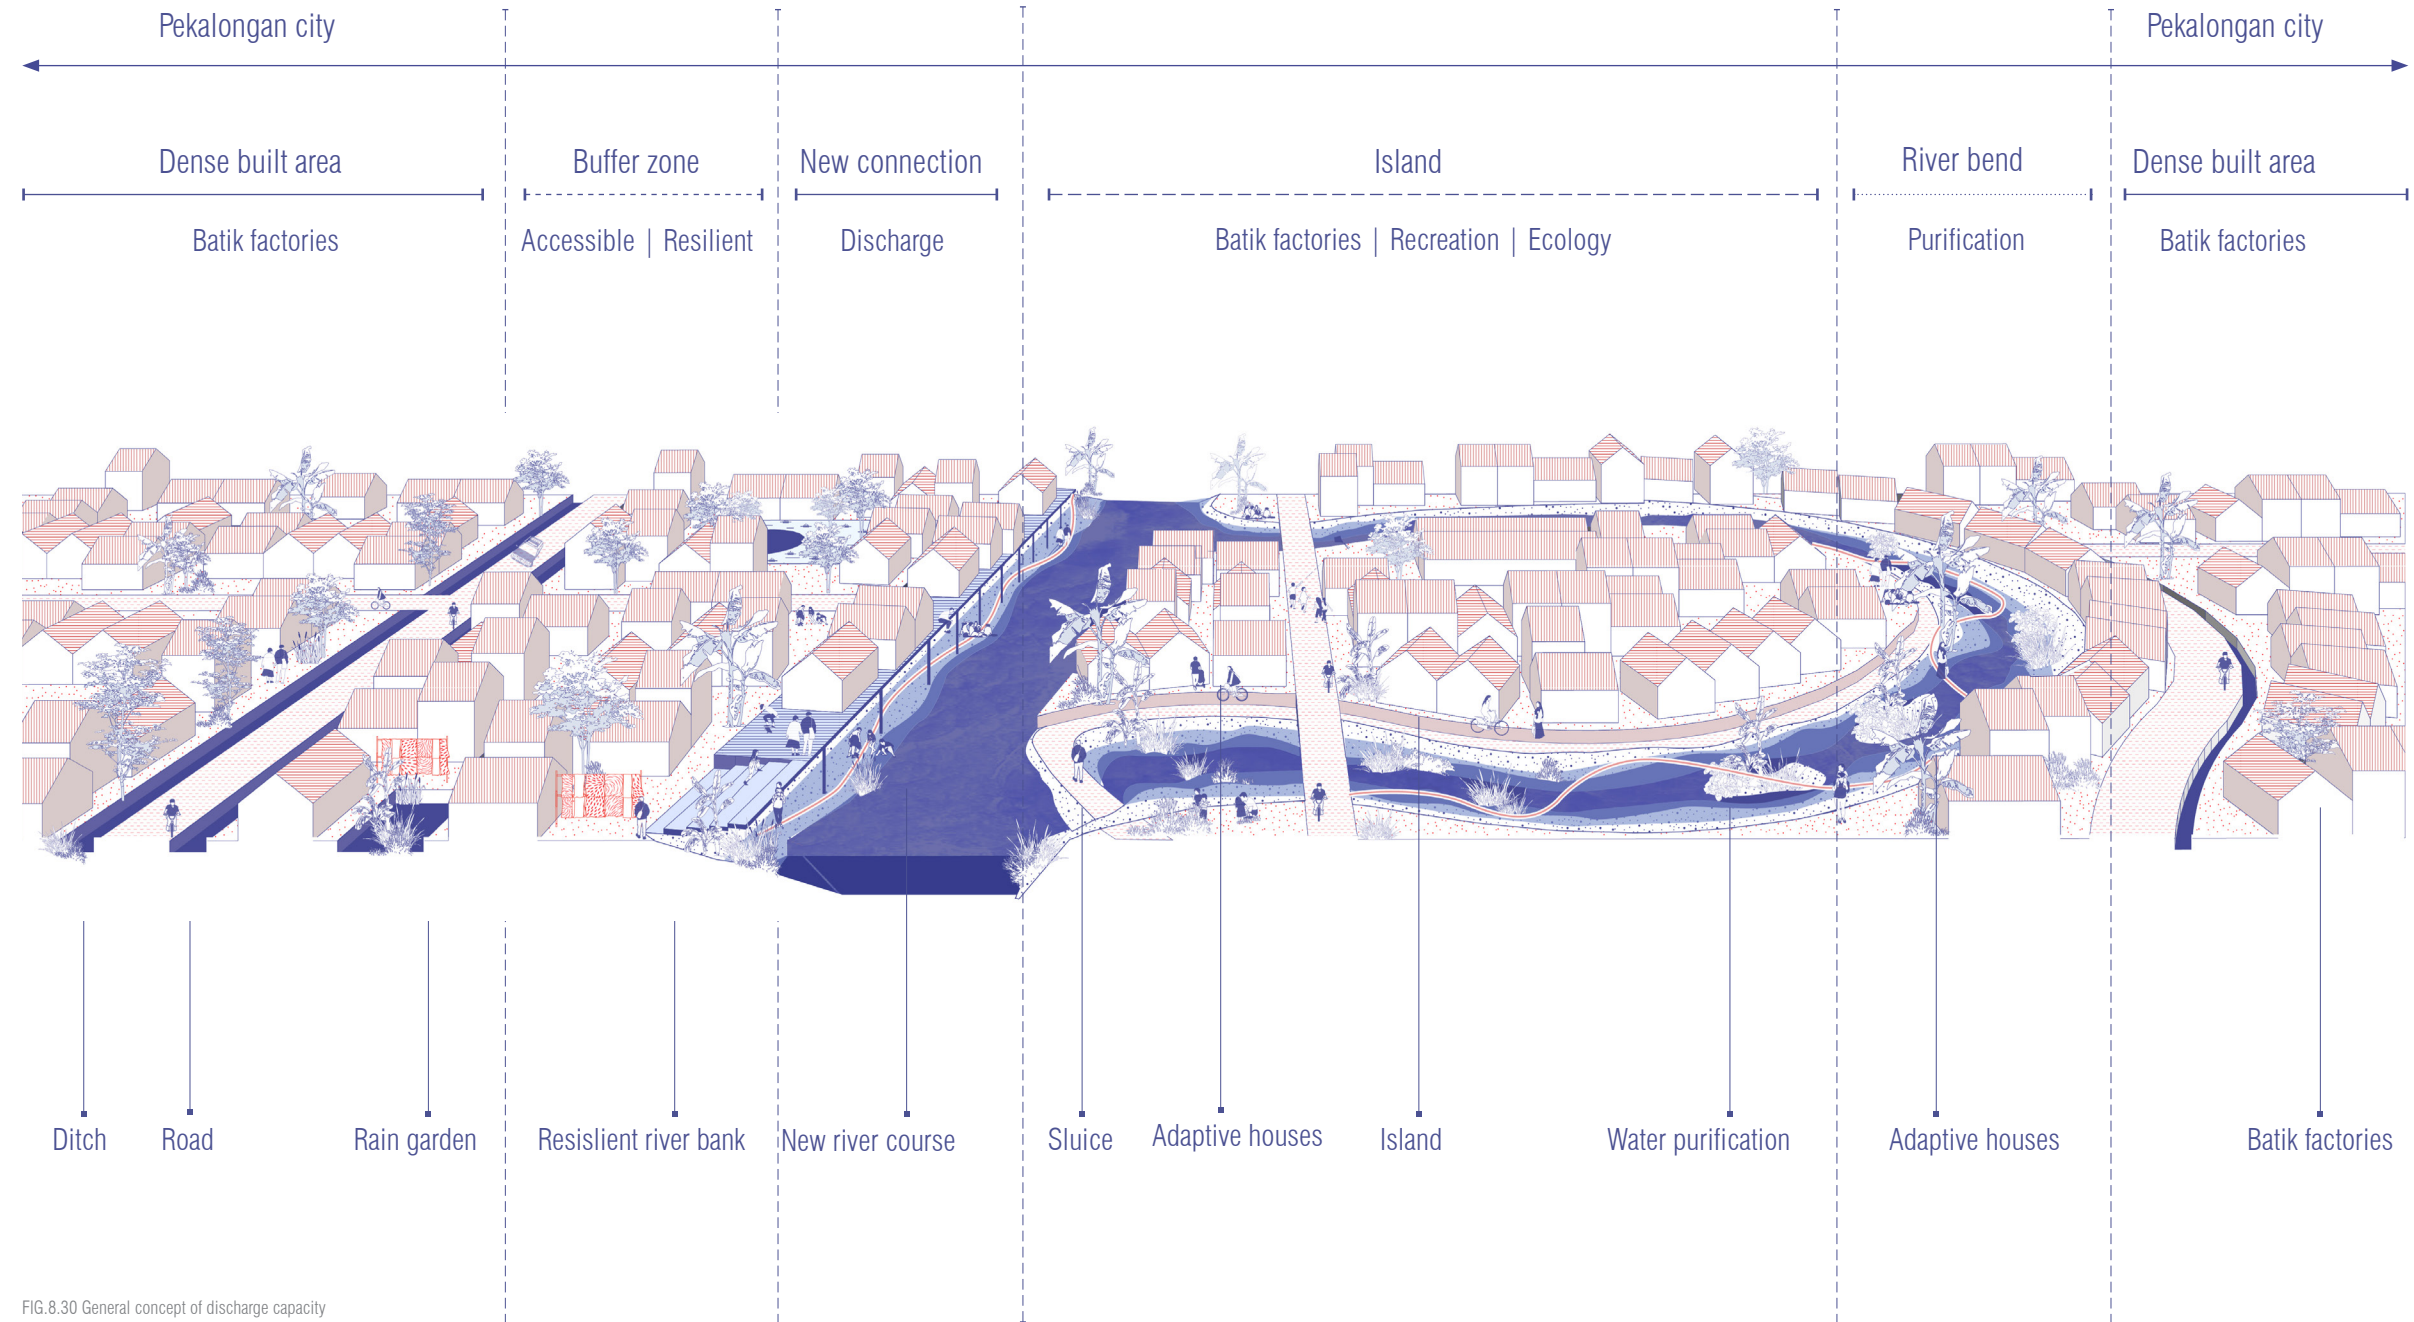 Pekalongan city
Pekalongan city
Dense built area
Buffer zone
New connection
Island
River bend
Dense built area
Batik factories
Accessible | Resilient
Discharge
Batik factories | Recreation | Ecology
Purification
Batik factories
Ditch
Road
Rain garden
Resislient river bank
New river course
Sluice
Adaptive houses
Island
Water purification
Adaptive houses
Batik factories
FIG.8.30 General concept of discharge capacity